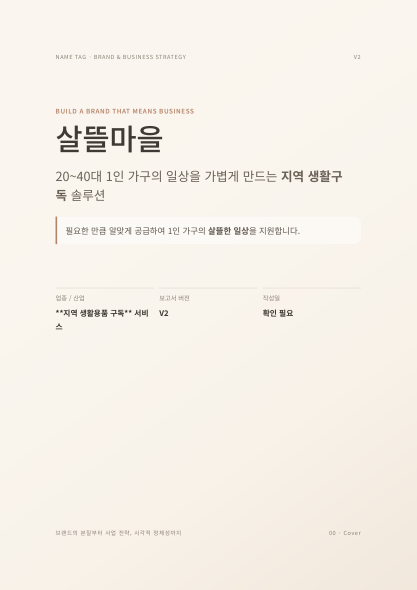 NAME TAG · BRAND & BUSINESS STRATEGY
V2
BUILD A BRAND THAT MEANS BUSINESS
살뜰마을
20~40대 1인 가구의 일상을 가볍게 만드는 지역 생활구
독 솔루션
필요한 만큼 알맞게 공급하여 1인 가구의 살뜰한 일상을 지원합니다.
업종 / 산업
보고서 버전
작성일
**지역 생활용품 구독** 서비
스
V2
확인 필요
브랜드의 본질부터 사업 전략, 시각적 정체성까지
00 · Cover